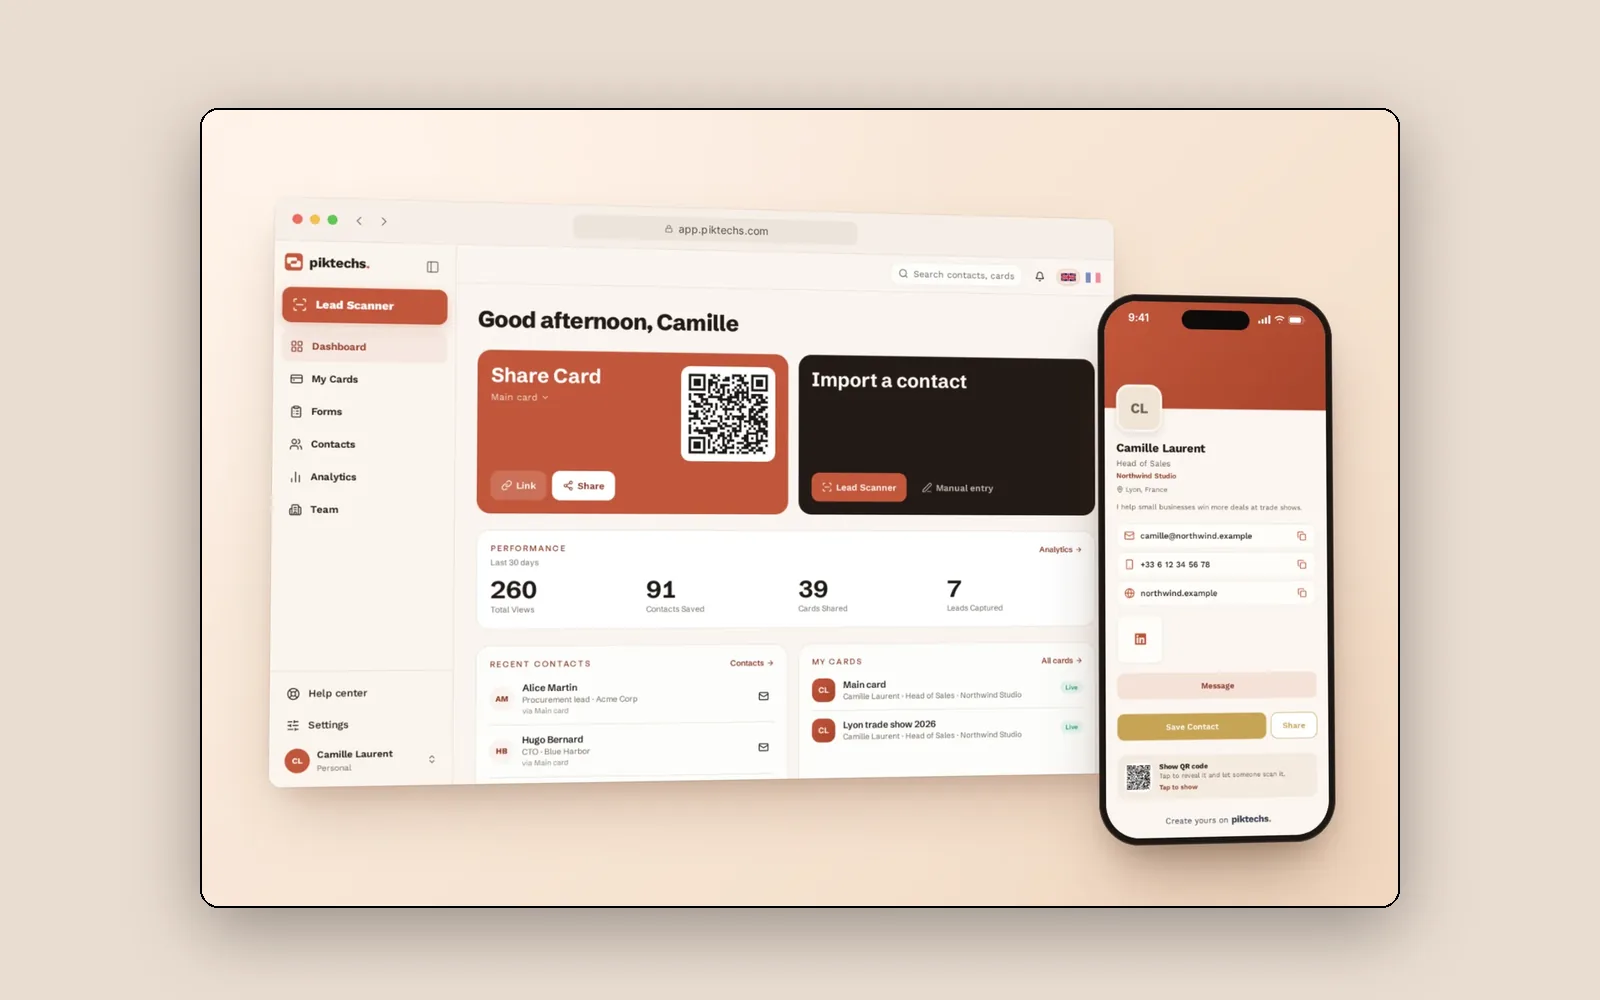 app.piktechs.com
piktechs.
Search contacts, cards
Lead Scanner
Dashboard
My Cards
Forms
Contacts
Analytics
Team
Help center
Settings
CL
Camille Laurent
Personal
Good afternoon, Camille
Share Card
Main card
Link
Share
Import a contact
Lead Scanner
Manual entry
PERFORMANCE
Analytics →
Last 30 days
260
Total Views
91
Contacts Saved
39
Cards Shared
7
Leads Captured
RECENT CONTACTS
Contacts →
AM
Alice Martin
Procurement lead · Acme Corp
via Main card
HB
Hugo Bernard
CTO · Blue Harbor
via Main card
MY CARDS
All cards →
CL
Main card
Camille Laurent · Head of Sales · Northwind Studio
Live
CL
Lyon trade show 2026
Camille Laurent · Head of Sales · Northwind Studio
Live
9:41
CL
Camille Laurent
Head of Sales
Northwind Studio
Lyon, France
I help small businesses win more deals at trade shows.
camille@northwind.example
+33 6 12 34 56 78
northwind.example
in
Message
Save Contact
Share
Show QR code
Tap to reveal it and let someone scan it.
Tap to show
Create yours on piktechs.